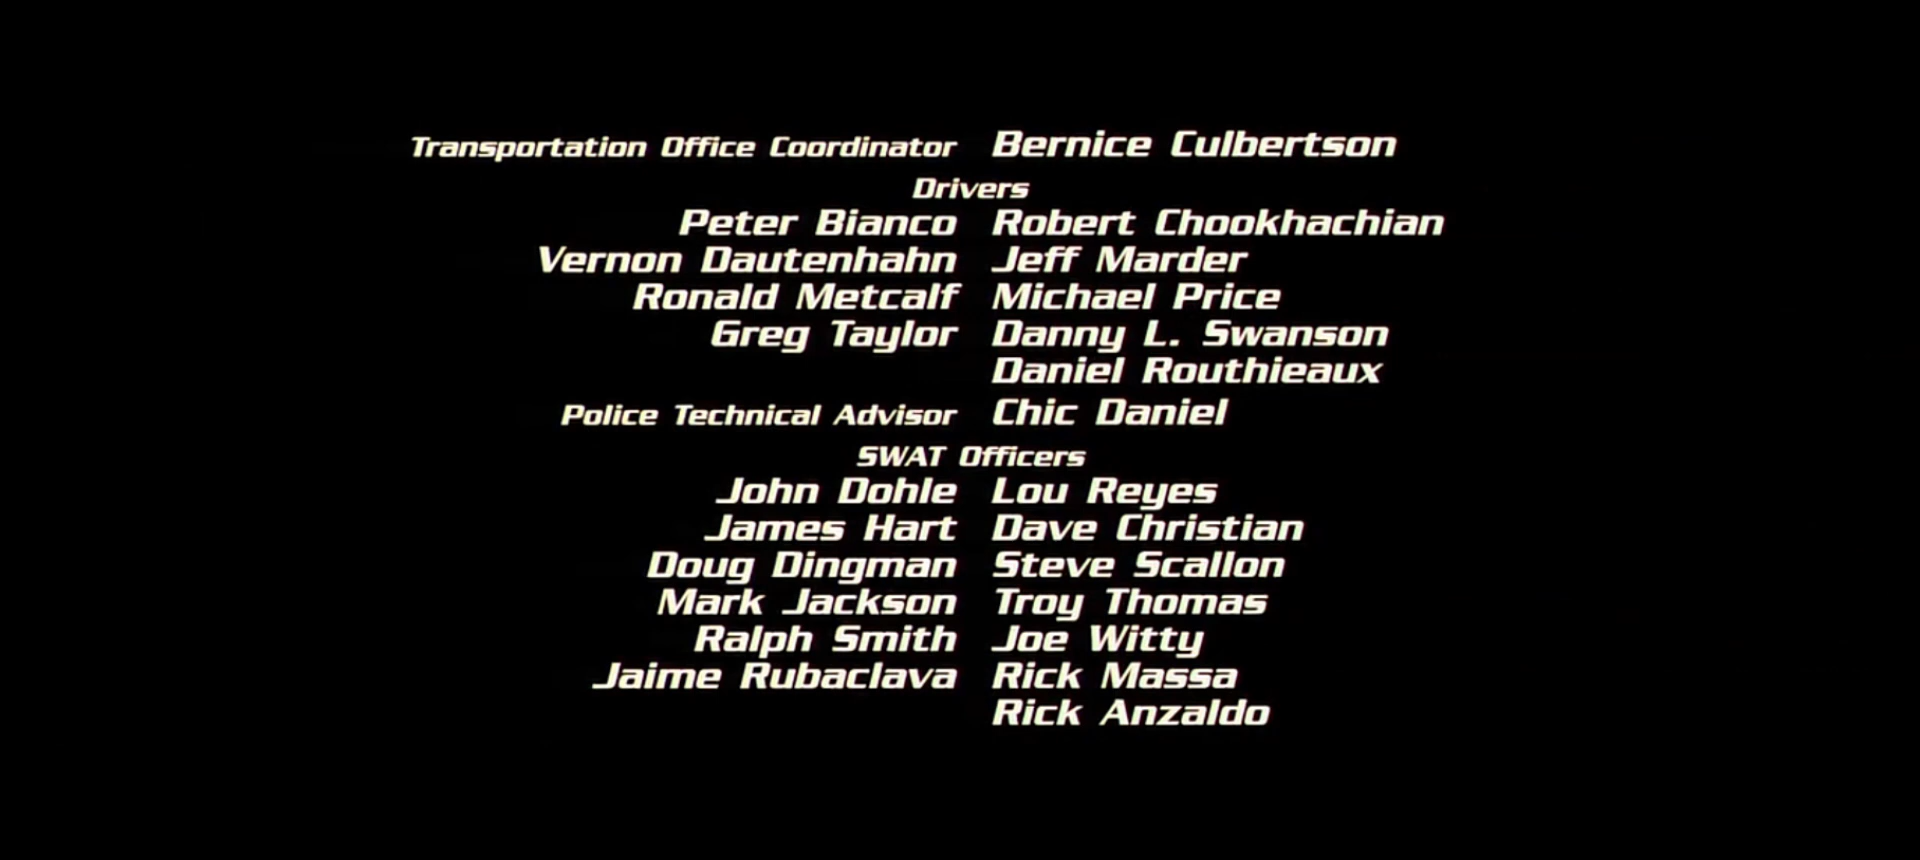 Transportation Office Coordinator Bernice Culbertson
Drivers
Peter Bianco Robert Chookhachian
Vernon Dautenhahn Jeff Marder
Ronald Metcalf Michael Price
Greg Taylor Danny L. Swanson
Daniel Routhieaux
Police Technical Advisor Chic Daniel
SWAT Officers
John Dohle Lou Reyes
James Hart Dave Christian
Doug Dingman Steve Scallon
Mark Jackson Troy Thomas
Ralph Smith Joe Witty
Jaime Rubaclava Rick Massa
Rick Anzaldo